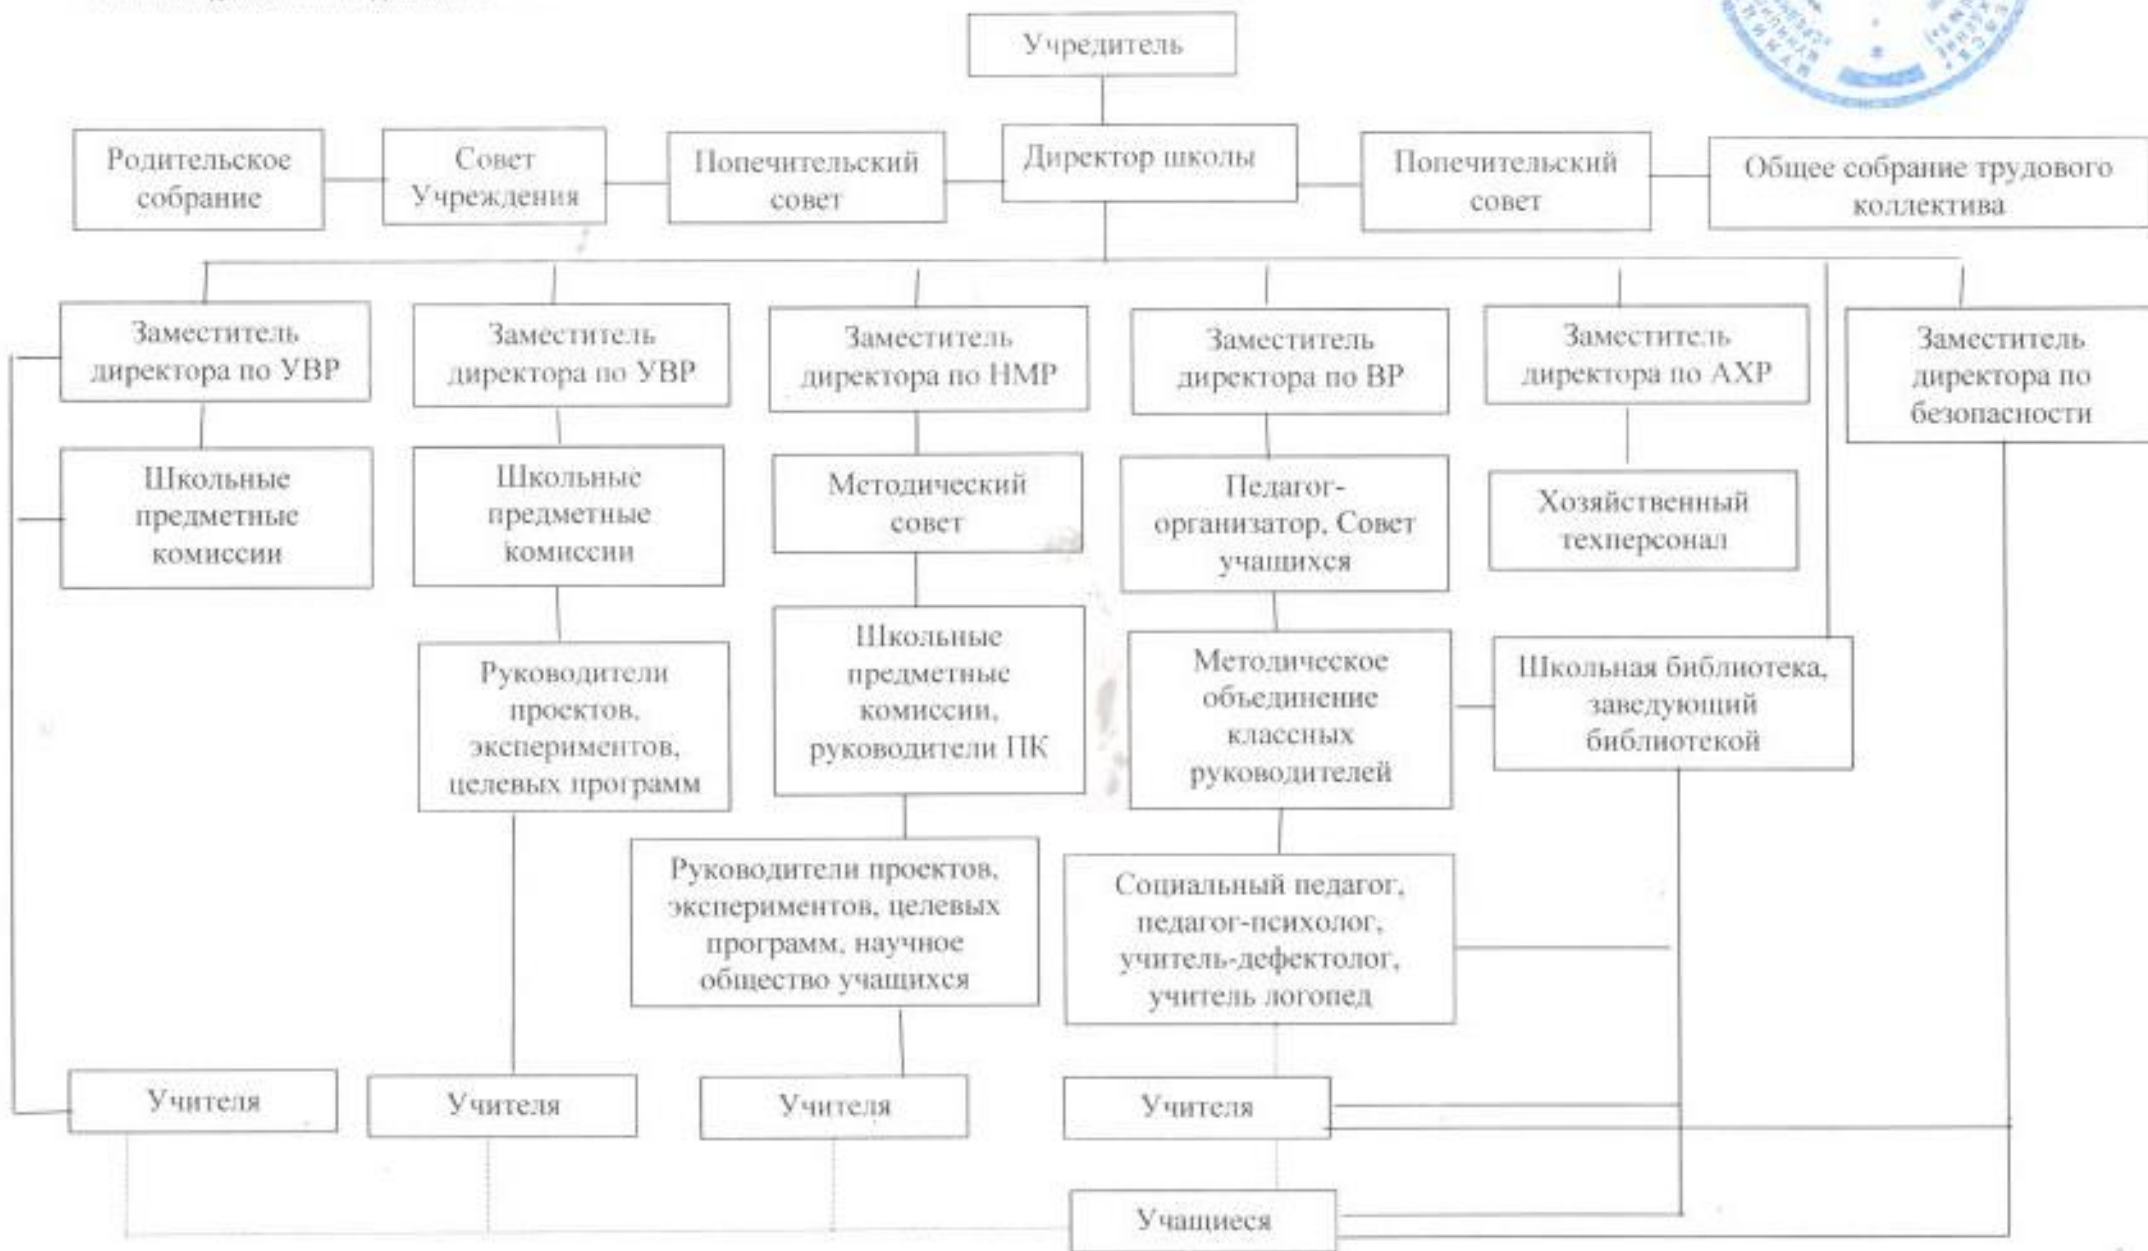 Учредитель
Родительское
собрание
Совет
Учреждения
Попечительский
совет
Директор школы
Попечительский
совет
Общее собрание трудового
коллектива
Заместитель
директора по УВР
Заместитель
директора по УВР
Заместитель
директора по НМР
Заместитель
директора по ВР
Заместитель
директора по АХР
Заместитель
директора по
безопасности
Школьные
предметные
комиссии
Школьные
предметные
комиссии
Методический
совет
Педагог-
организатор, Совет
учащихся
Хозяйственный
техперсонал
Руководители
проектов,
экспериментов,
целевых программ
Школьные
предметные
комиссии,
руководители ПК
Методическое
объединение
классных
руководителей
Школьная библиотека,
заведующий
библиотекой
Руководители проектов,
экспериментов, целевых
программ, научное
общество учащихся
Социальный педагог,
педагог-психолог,
учитель-дефектолог,
учитель логопед
Учителя
Учителя
Учителя
Учителя
Учащиеся